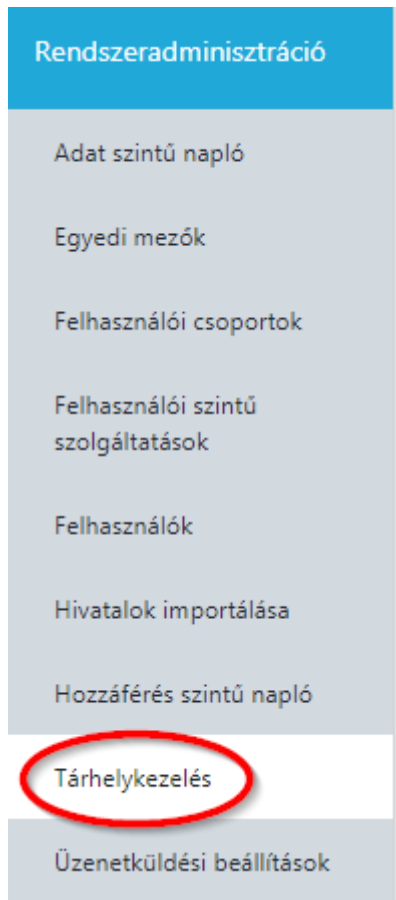 Rendszeradminisztráció
Adat szintű napló
Egyedi mezők
Felhasználói csoportok
Felhasználói szintű
szolgáltatások
Felhasználók
Hivatalok importálása
Hozzáférés szintű napló
Tárhelykezelés
Üzenetküldési beállítások